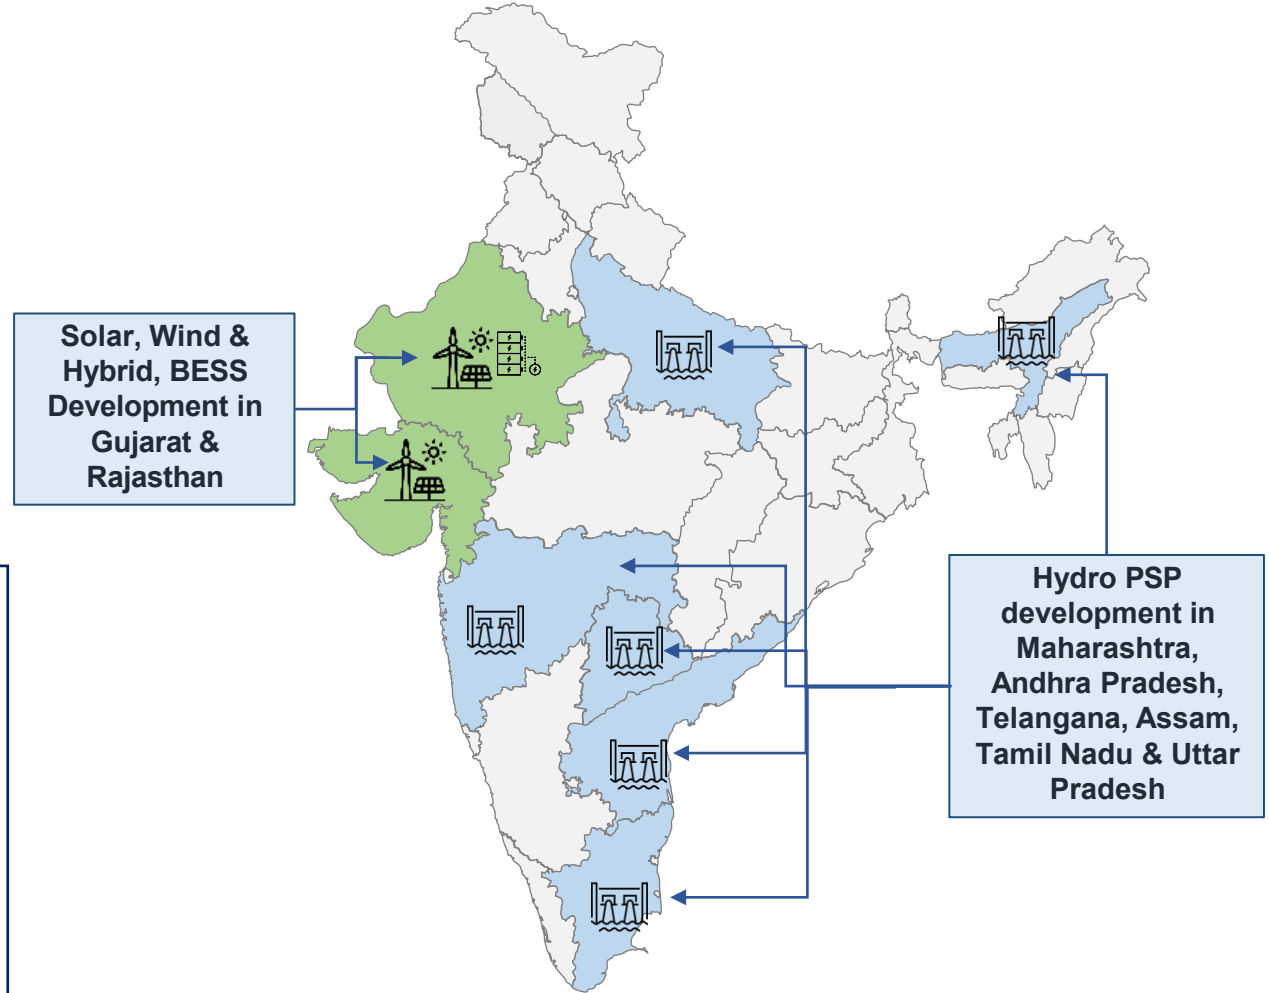 Solar, Wind &
Hybrid, BESS
Development in
Gujarat &
Rajasthan
Hydro PSP
development in
Maharashtra,
Andhra Pradesh,
Telangana, Assam,
Tamil Nadu & Uttar
Pradesh